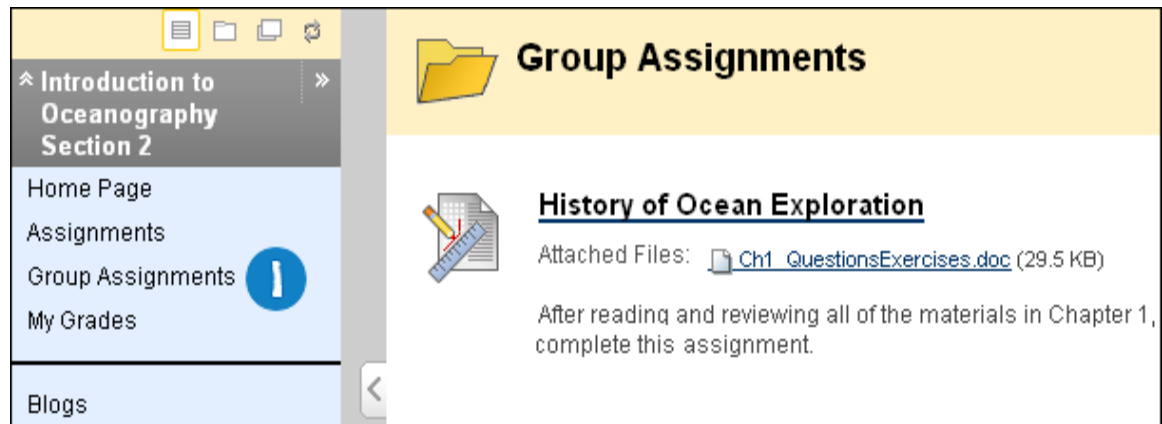 Introduction to
Oceanography
Section 2
Home Page
Assignments
Group Assignments
1
My Grades
Blogs
Group Assignments
History of Ocean Exploration
Attached Files: Ch1_QuestionsExercises.doc (29.5 KB)
After reading and reviewing all of the materials in Chapter 1,
complete this assignment.